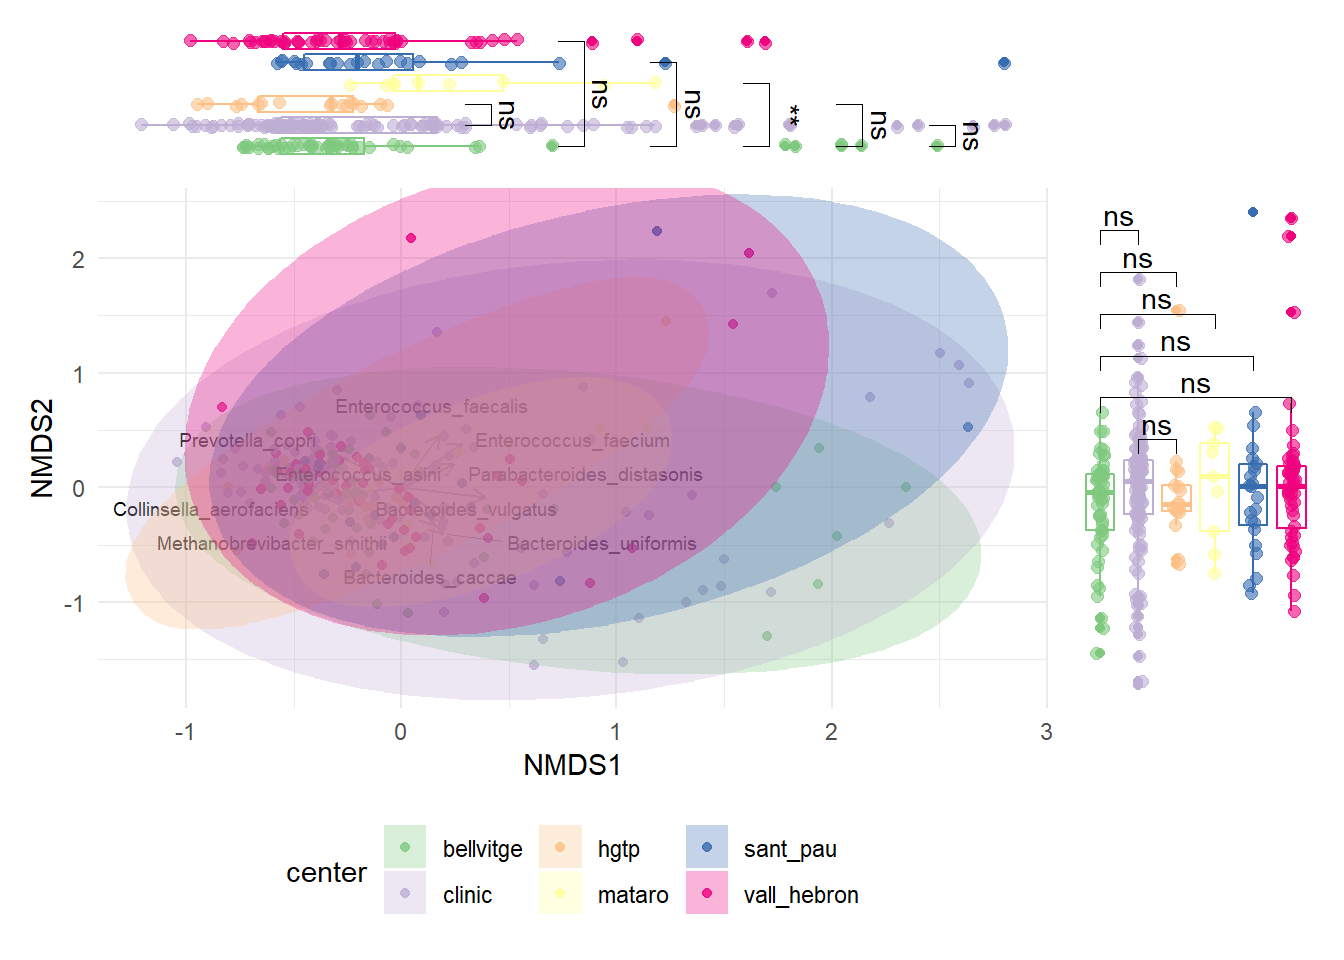 ns
ns
ns
**
ns
ns
ns
ns
ns
ns
ns
ns
2
1
0
-1
NMDS2
Enterococcus_faecalis
Prevotella_copri
Enterococcus_faecium
Enterococcus_asini
Parabacteroides_distasonis
Collinsella_aerofaciens
Bacteroides_vulgatus
Methanobrevibacter_smithii
Bacteroides_uniformis
Bacteroides_caccae
-1 0 1 2 3
NMDS1
center
bellvitge
clinic
hgtp
mataro
sant_pau
vall_hebron